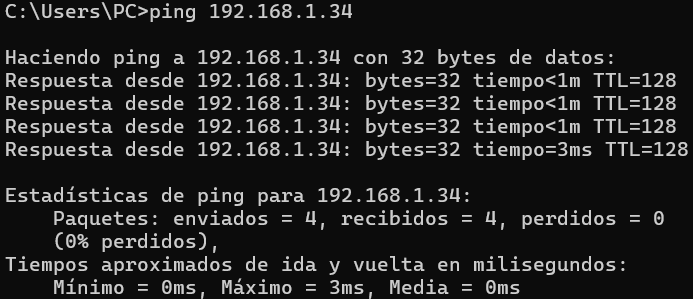 C:\Users\PC>ping 192.168.1.34
Haciendo ping a 192.168.1.34 con 32 bytes de datos:
Respuesta desde 192.168.1.34: bytes=32 tiempo<1m TTL=128
Respuesta desde 192.168.1.34: bytes=32 tiempo<1m TTL=128
Respuesta desde 192.168.1.34: bytes=32 tiempo<1m TTL=128
Respuesta desde 192.168.1.34: bytes=32 tiempo=3ms TTL=128
Estadísticas de ping para 192.168.1.34:
    Paquetes: enviados = 4, recibidos = 4, perdidos = 0
    (0% perdidos),
Tiempos aproximados de ida y vuelta en milisegundos:
    Mínimo = 0ms, Máximo = 3ms, Media = 0ms